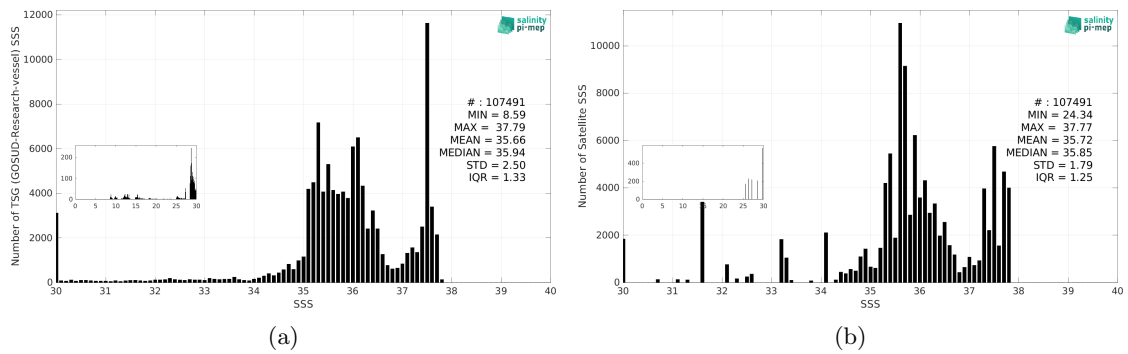 12000
10000
8000
6000
4000
2000
0
Number of TSG (GOSUD-Research-vessel) SSS
salinity
pi-mep
# : 107491
MIN = 8.59
MAX = 37.79
MEAN = 35.66
MEDIAN = 35.94
STD = 2.50
IQR = 1.33
200
100
0
0 5 10 15 20 25 30
30 31 32 33 34 35 36 37 38 39 40
SSS
(a)
10000
8000
6000
4000
2000
0
Number of Satellite SSS
salinity
pi-mep
# : 107491
MIN = 24.34
MAX = 37.77
MEAN = 35.72
MEDIAN = 35.85
STD = 1.79
IQR = 1.25
600
400
200
0
0 5 10 15 20 25 30
30 31 32 33 34 35 36 37 38 39 40
SSS
(b)